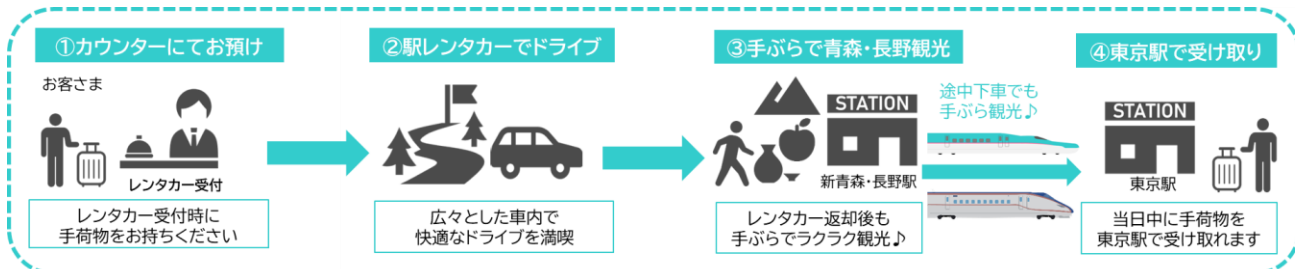 ①カウンターにてお預け
お客さま
レンタカー受付
レンタカー受付時に
手荷物をお持ちください
②駅レンタカーでドライブ
広々とした車内で
快適なドライブを満喫
③手ぶらで青森・長野観光
STATION
新青森・長野駅
レンタカー返却後も
手ぶらでラクラク観光♪
途中下車でも
手ぶら観光♪
④東京駅で受け取り
STATION
東京駅
当日中に手荷物を
東京駅で受け取れます